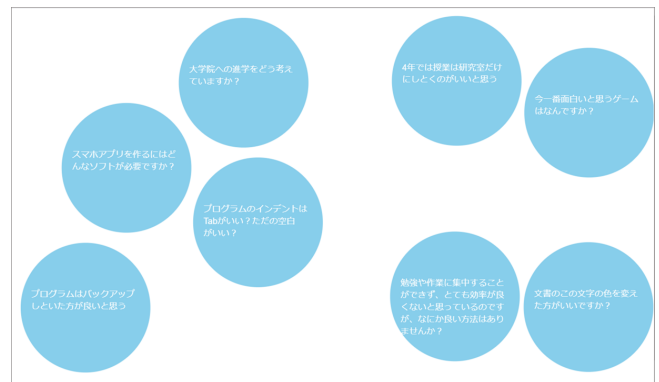 大学院への進学をどう考え
ていますか？
スマホアプリを作るにはど
んなソフトが必要ですか？
プログラムのインデントは
Tabがいい？ただの空白
がいい？
プログラムはバックアップ
しといた方が良いと思う
4年では授業は研究室だけ
にしとくのがいいと思う
今一番面白いと思うゲーム
はなんですか？
勉強や作業に集中すること
ができず、とても効率が良
くないと思っているのです
が、なにか良い方法はあり
ませんか？
文書のこの文字の色を変え
た方がいいですか？